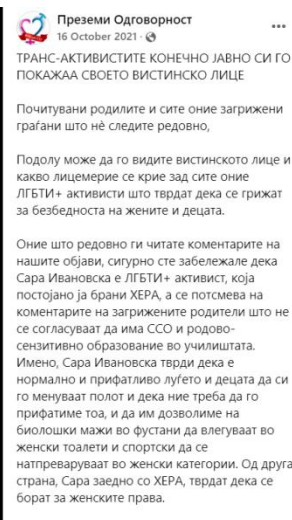 Преземи Одговорност
16 October 2021
ТРАНС-АКТИВИСТИТЕ КОНЕЧНО ЈАВНО СИ ГО
ПОКАЖАА СВОЕТО ВИСТИНСКО ЛИЦЕ
Почитувани родилите и сите оние загрижени
граѓани што нè следите редовно,
Подолу може да го видите вистинското лице и
какво лицемерие се крие зад сите оние
ЛГБТИ+ активисти што тврдат дека се грижат
за безбедноста на жените и децата.
Оние што редовно ги читате коментарите на
нашите објави, сигурно сте забележале дека
Сара Ивановска е ЛГБТИ+ активист, која
постојано ја брани ХЕРА, а се потсмева на
коментарите на загрижените родители што не
се согласуваат да има ССО и родово-
сензитивно образование во училиштата.
Имено, Сара Ивановска тврди дека е
нормално и прифатливо луѓето и децата да си
го менуваат полот и дека ние треба да го
прифатиме тоа, и да им дозволиме на
биолошки мажи во фустани да влегуваат во
женски тоалети и спортски да се
натпреваруваат во женски категории. Од друга
страна, Сара заедно со ХЕРА, тврдат дека се
борат за женските права.